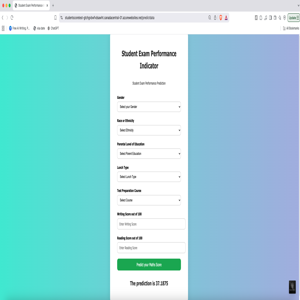 Student Exam Performance
Student Exam Performance
Indicator
Student Exam Performance Prediction
Gender
Select your Gender
Race or Ethnicity
Select Ethnicity
Parental Level of Education
Select Parent Education
Lunch Type
Select Lunch Type
Test Preparation Course
Select Course
Writing Score out of 100
Enter Writing Score
Reading Score out of 100
Enter Reading Score
Predict your Maths Score
The prediction is 37.1875